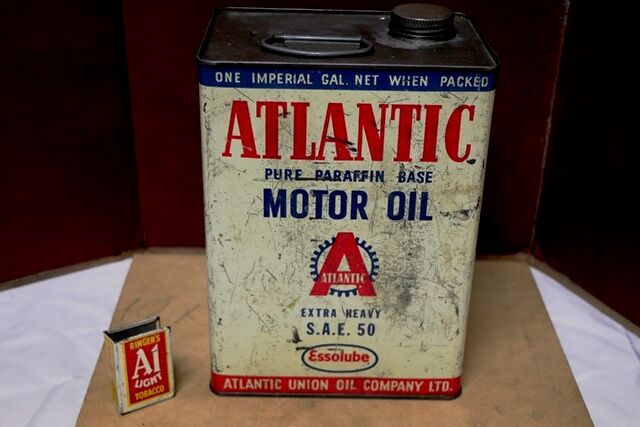 ONE IMPERIAL GAL. NET WHEN PACKED
ATLANTIC
PURE PARAFFIN BASE
MOTOR OIL
A
ATLANTIC
EXTRA HEAVY
S.A.E. 50
Essolube
ATLANTIC UNION OIL COMPANY LTD.
RINGER'S
A1
LIGHT
TOBACCO